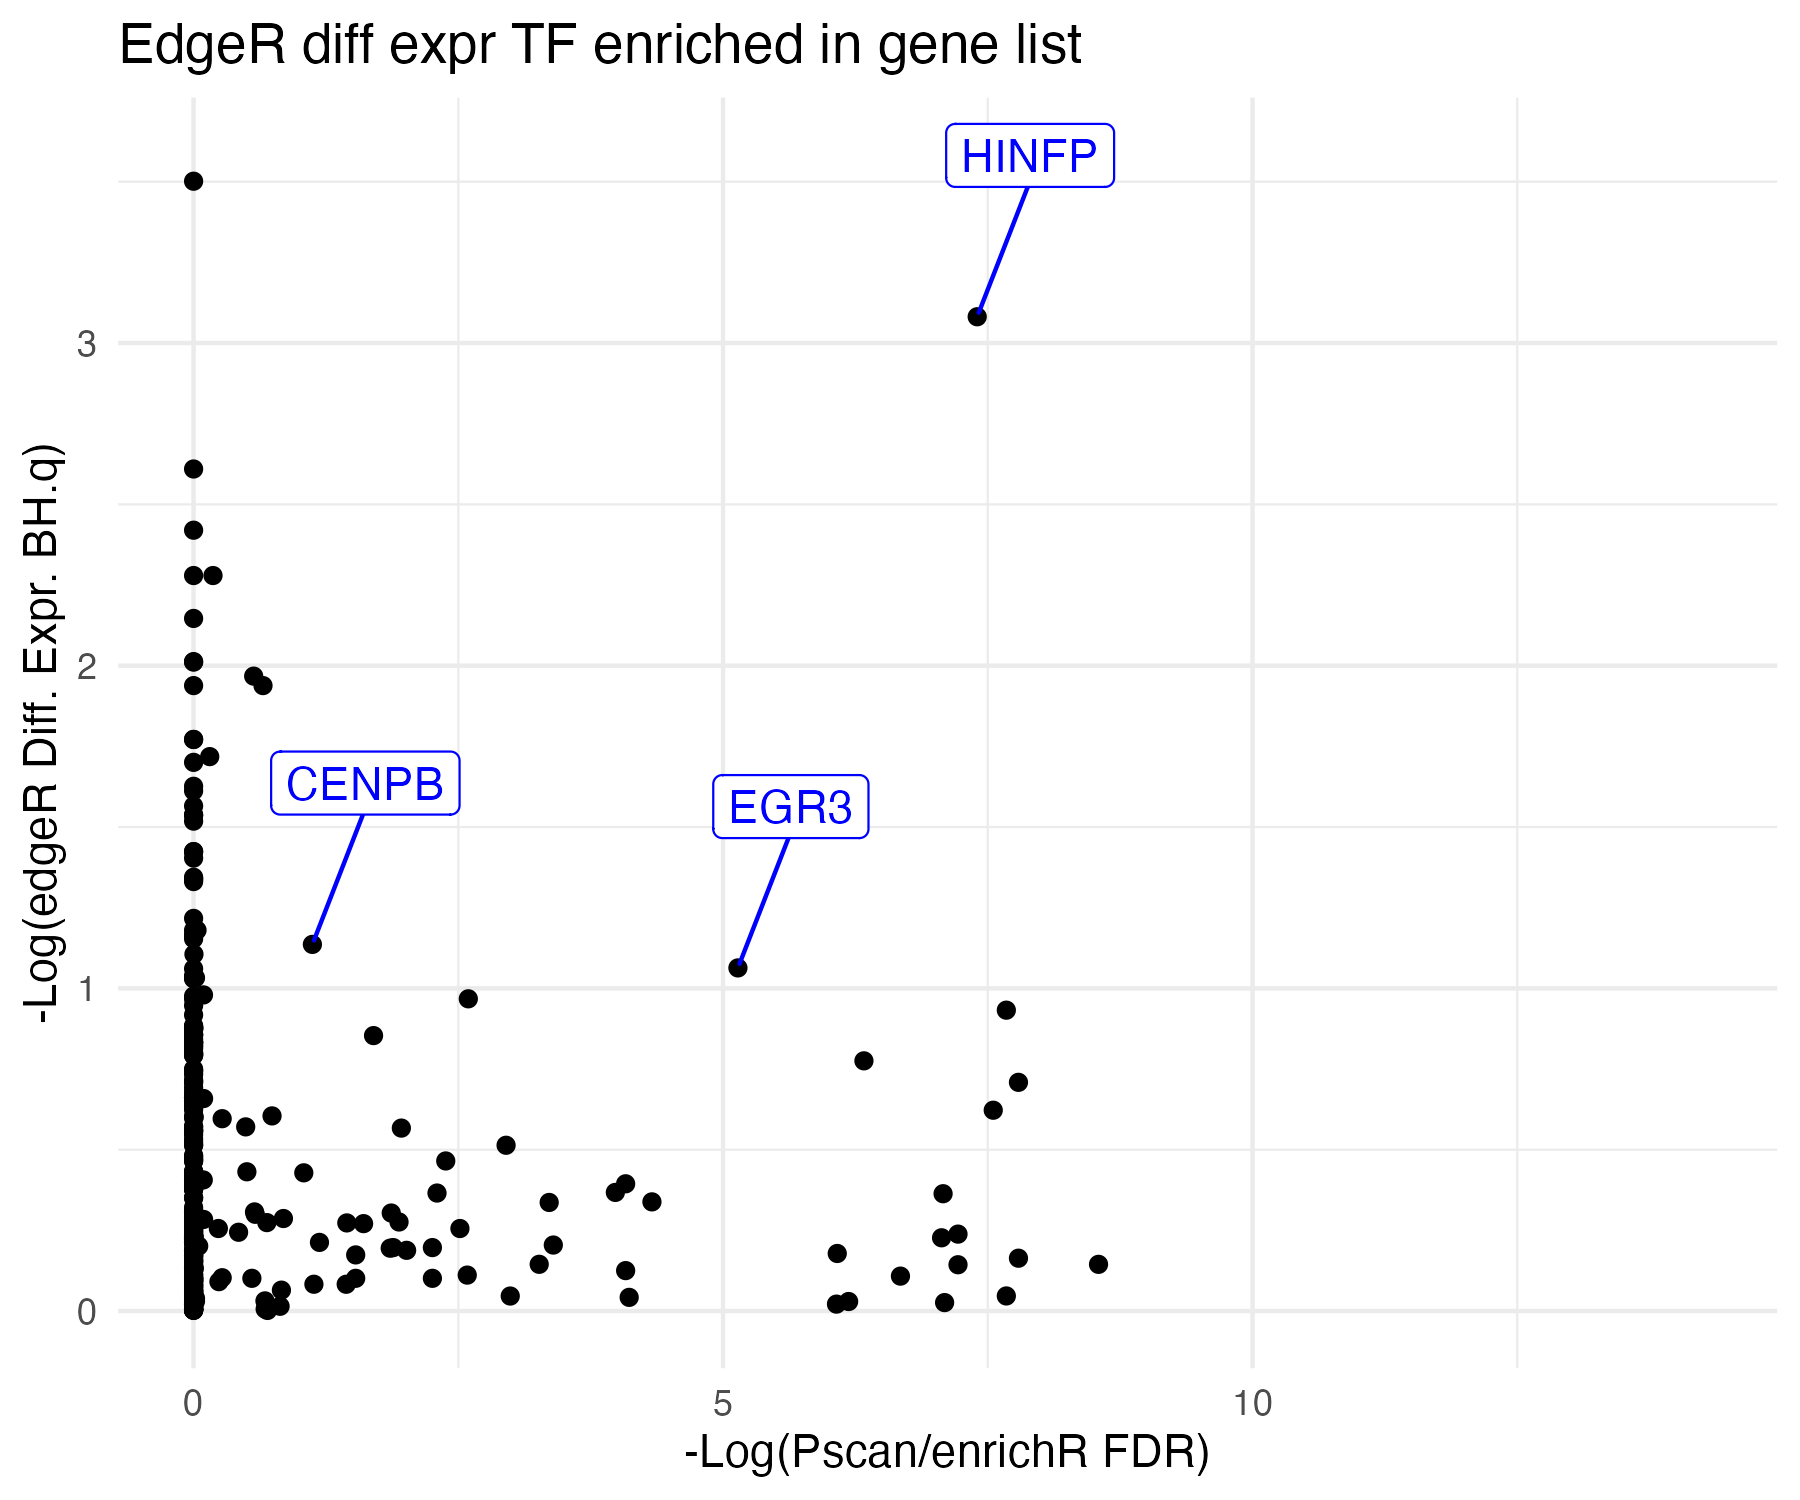 EdgeR diff expr TF enriched in gene list
HINFP
CENPB
EGR3
-Log(edgeR Diff. Expr. BH.q)
3
2
1
0
0
5
10
-Log(Pscan/enrichR FDR)